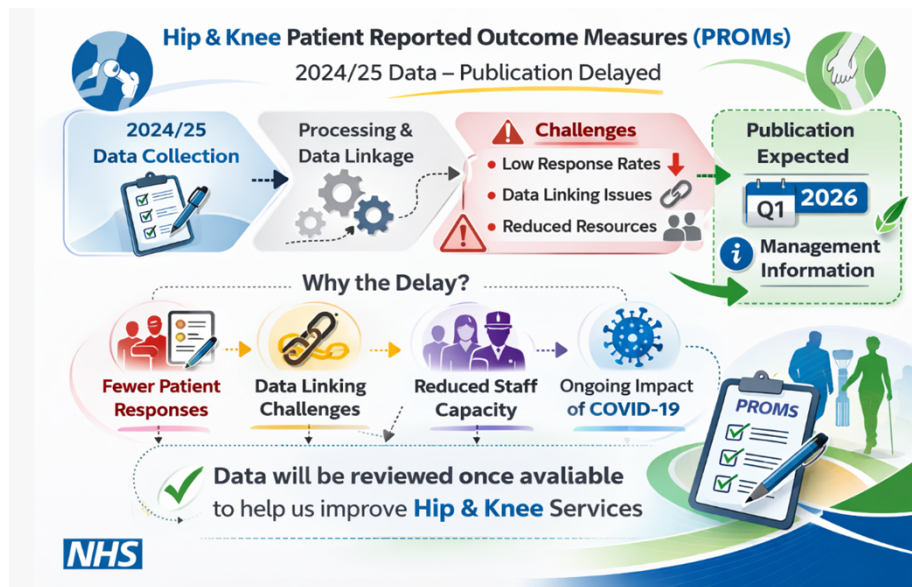 Hip & Knee Patient Reported Outcome Measures (PROMs)
2024/25 Data – Publication Delayed
2024/25
Data Collection
Processing &
Data Linkage
Challenges
• Low Response Rates
• Data Linking Issues
• Reduced Resources
Publication
Expected
Q1 2026
Management
Information
Why the Delay?
Fewer Patient
Responses
Data Linking
Challenges
Reduced Staff
Capacity
Ongoing Impact
of COVID-19
PROMS
Data will be reviewed once avaliable
to help us improve Hip & Knee Services
NHS